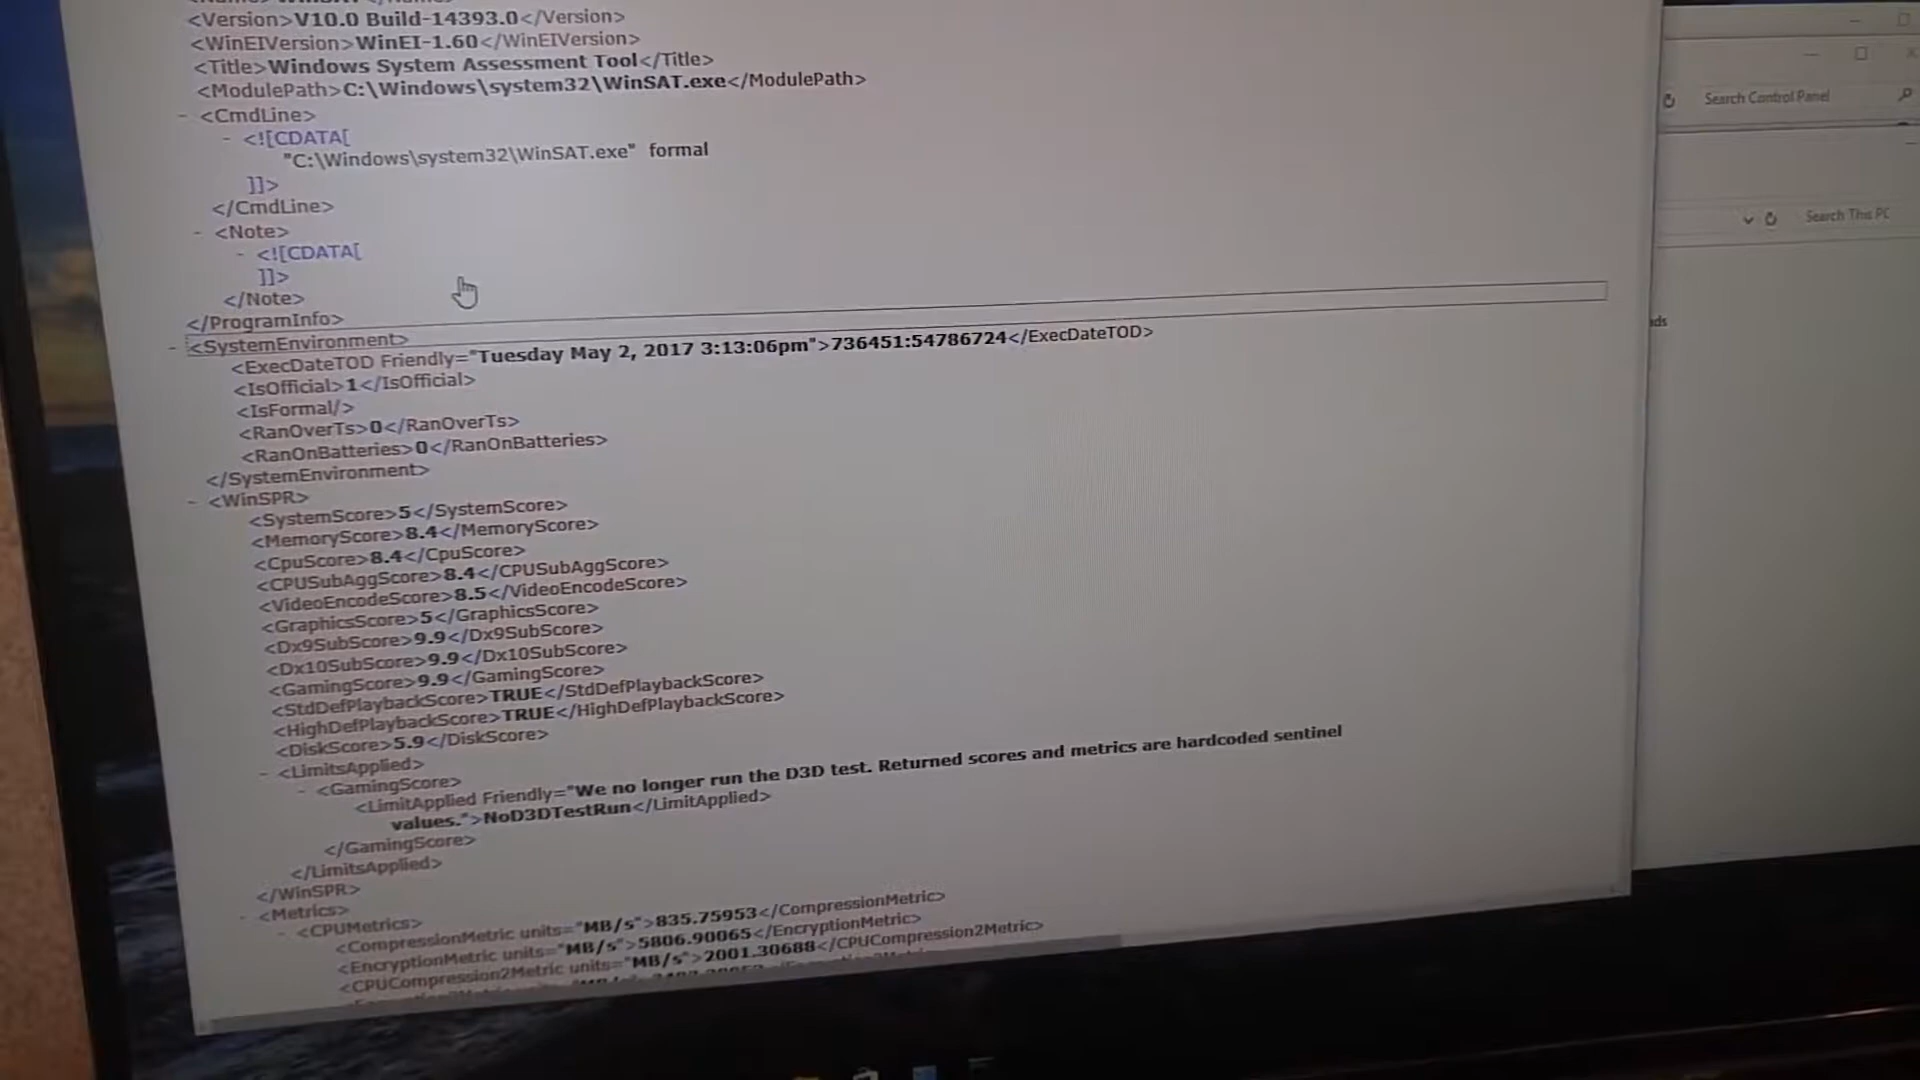 <Version>V10.0 Build-14393.0</Version>
<WinEIVersion>WinEI-1.60</WinEIVersion>
<Title>Windows System Assessment Tool</Title>
<ModulePath>C:\Windows\system32\WinSAT.exe</ModulePath>
- <CmdLine>
- <![CDATA[
"C:\Windows\system32\WinSAT.exe" formal
]]>
</CmdLine>
- <Note>
- <![CDATA[
]]>
</Note>
</ProgramInfo>
- <SystemEnvironment>
<ExecDateTOD Friendly="Tuesday May 2, 2017 3:13:06pm">736451:54786724</ExecDateTOD>
<IsOfficial>1</IsOfficial>
<IsFormal/>
<RanOverTs>0</RanOverTs>
<RanOnBatteries>0</RanOnBatteries>
</SystemEnvironment>
- <WinSPR>
<SystemScore>5</SystemScore>
<MemoryScore>8.4</MemoryScore>
<CpuScore>8.4</CpuScore>
<CPUSubAggScore>8.4</CPUSubAggScore>
<VideoEncodeScore>8.5</VideoEncodeScore>
<GraphicsScore>5</GraphicsScore>
<Dx9SubScore>9.9</Dx9SubScore>
<Dx10SubScore>9.9</Dx10SubScore>
<GamingScore>9.9</GamingScore>
<StdDefPlaybackScore>TRUE</StdDefPlaybackScore>
<HighDefPlaybackScore>TRUE</HighDefPlaybackScore>
<DiskScore>5.9</DiskScore>
- <LimitsApplied>
- <GamingScore>
<LimitApplied Friendly="We no longer run the D3D test. Returned scores and metrics are hardcoded sentinel
values.">NoD3DTestRun</LimitApplied>
</GamingScore>
</LimitsApplied>
</WinSPR>
- <Metrics>
- <CPUMetrics>
<CompressionMetric units="MB/s">835.75953</CompressionMetric>
<EncryptionMetric units="MB/s">5806.90065</EncryptionMetric>
<CPUCompression2Metric units="MB/s">2001.30688</CPUCompression2Metric>
Search Control Panel
Search This PC